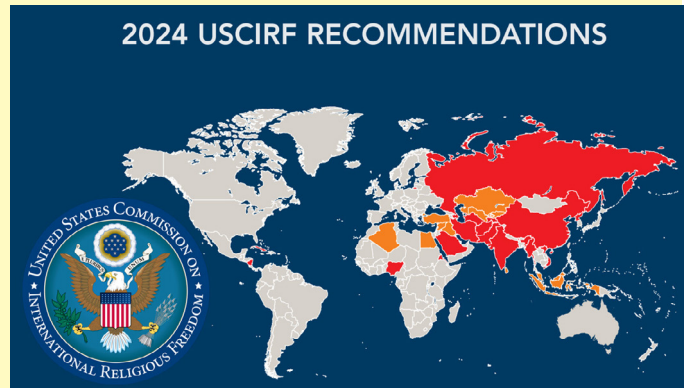 2024 USCIRF RECOMMENDATIONS
UNITED STATES COMMISSION ON
INTERNATIONAL RELIGIOUS FREEDOM